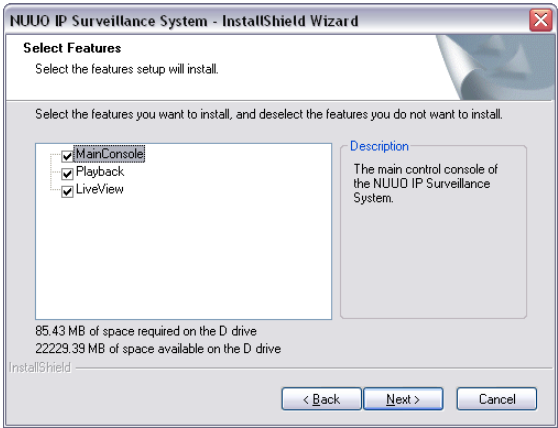 NUUO IP Surveillance System - InstallShield Wizard
Select Features
Select the features setup will install.
Select the features you want to install, and deselect the features you do not want to install.
MainConsole
Playback
LiveView
Description
The main control console of
the NUUO IP Surveillance
System.
85.43 MB of space required on the D drive
22229.39 MB of space available on the D drive
InstallShield
< Back
Next >
Cancel